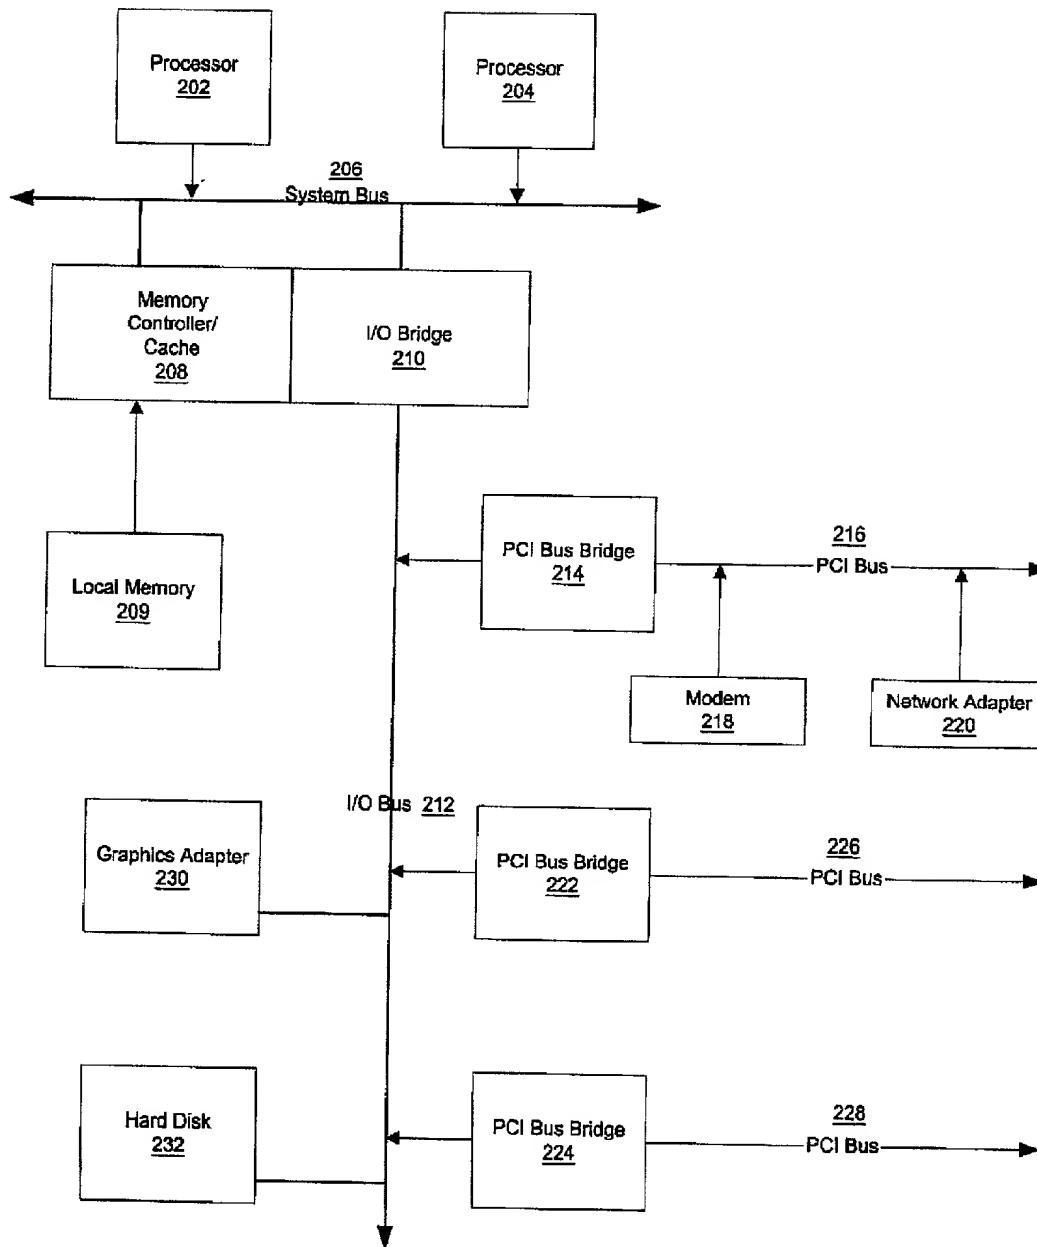 Processor
202
Processor
204
206
System Bus
Memory
Controller/
Cache
208
I/O Bridge
210
PCI Bus Bridge
214
216
PCI Bus
Local Memory
209
Modem
218
Network Adapter
220
I/O Bus 212
Graphics Adapter
230
PCI Bus Bridge
222
226
PCI Bus
Hard Disk
232
PCI Bus Bridge
224
228
PCI Bus